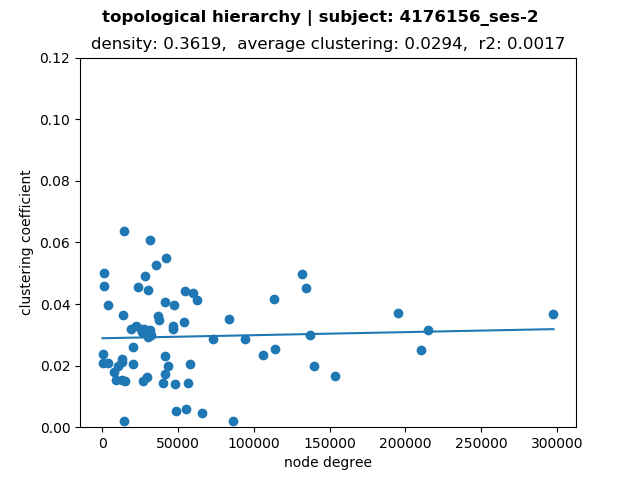 topological hierarchy | subject: 4176156_ses-2
density: 0.3619,  average clustering: 0.0294,  r2: 0.0017
0.12
0.10
0.08
0.06
0.04
0.02
0.00
clustering coefficient
0 50000 100000 150000 200000 250000 300000
node degree